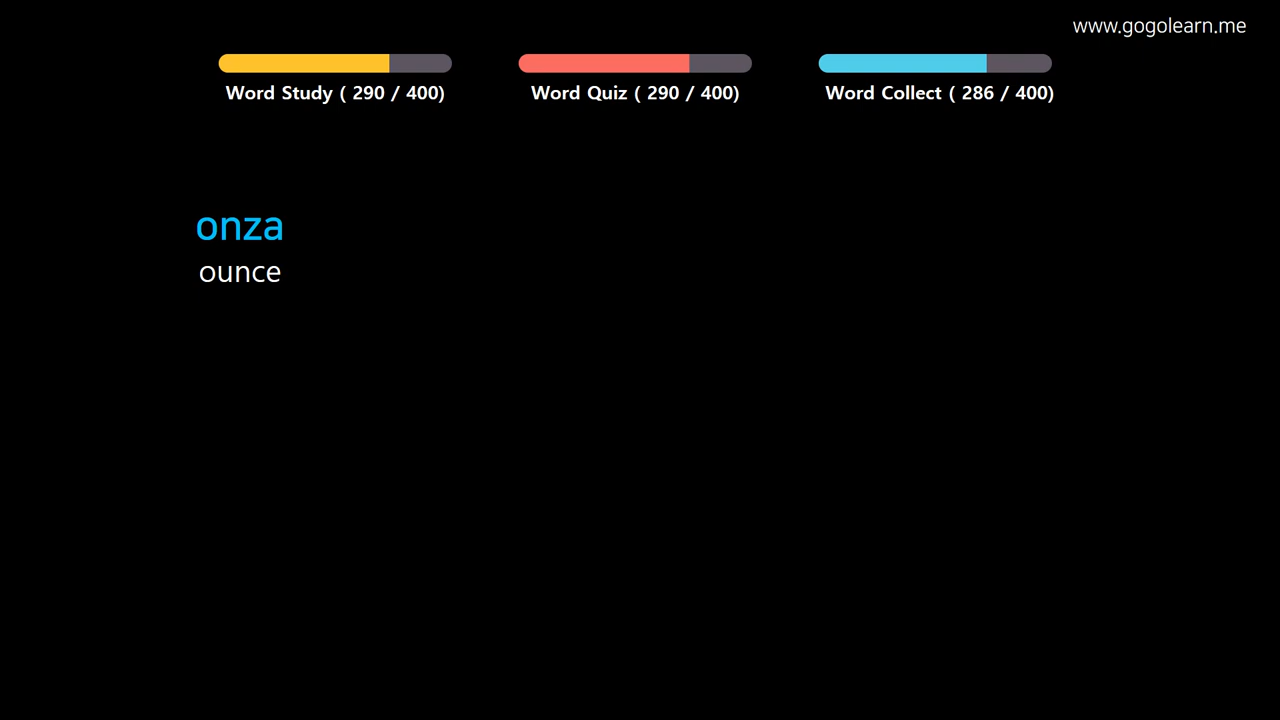 www.gogolearn.me
Word Study ( 290 / 400)
Word Quiz ( 290 / 400)
Word Collect ( 286 / 400)
onza
ounce